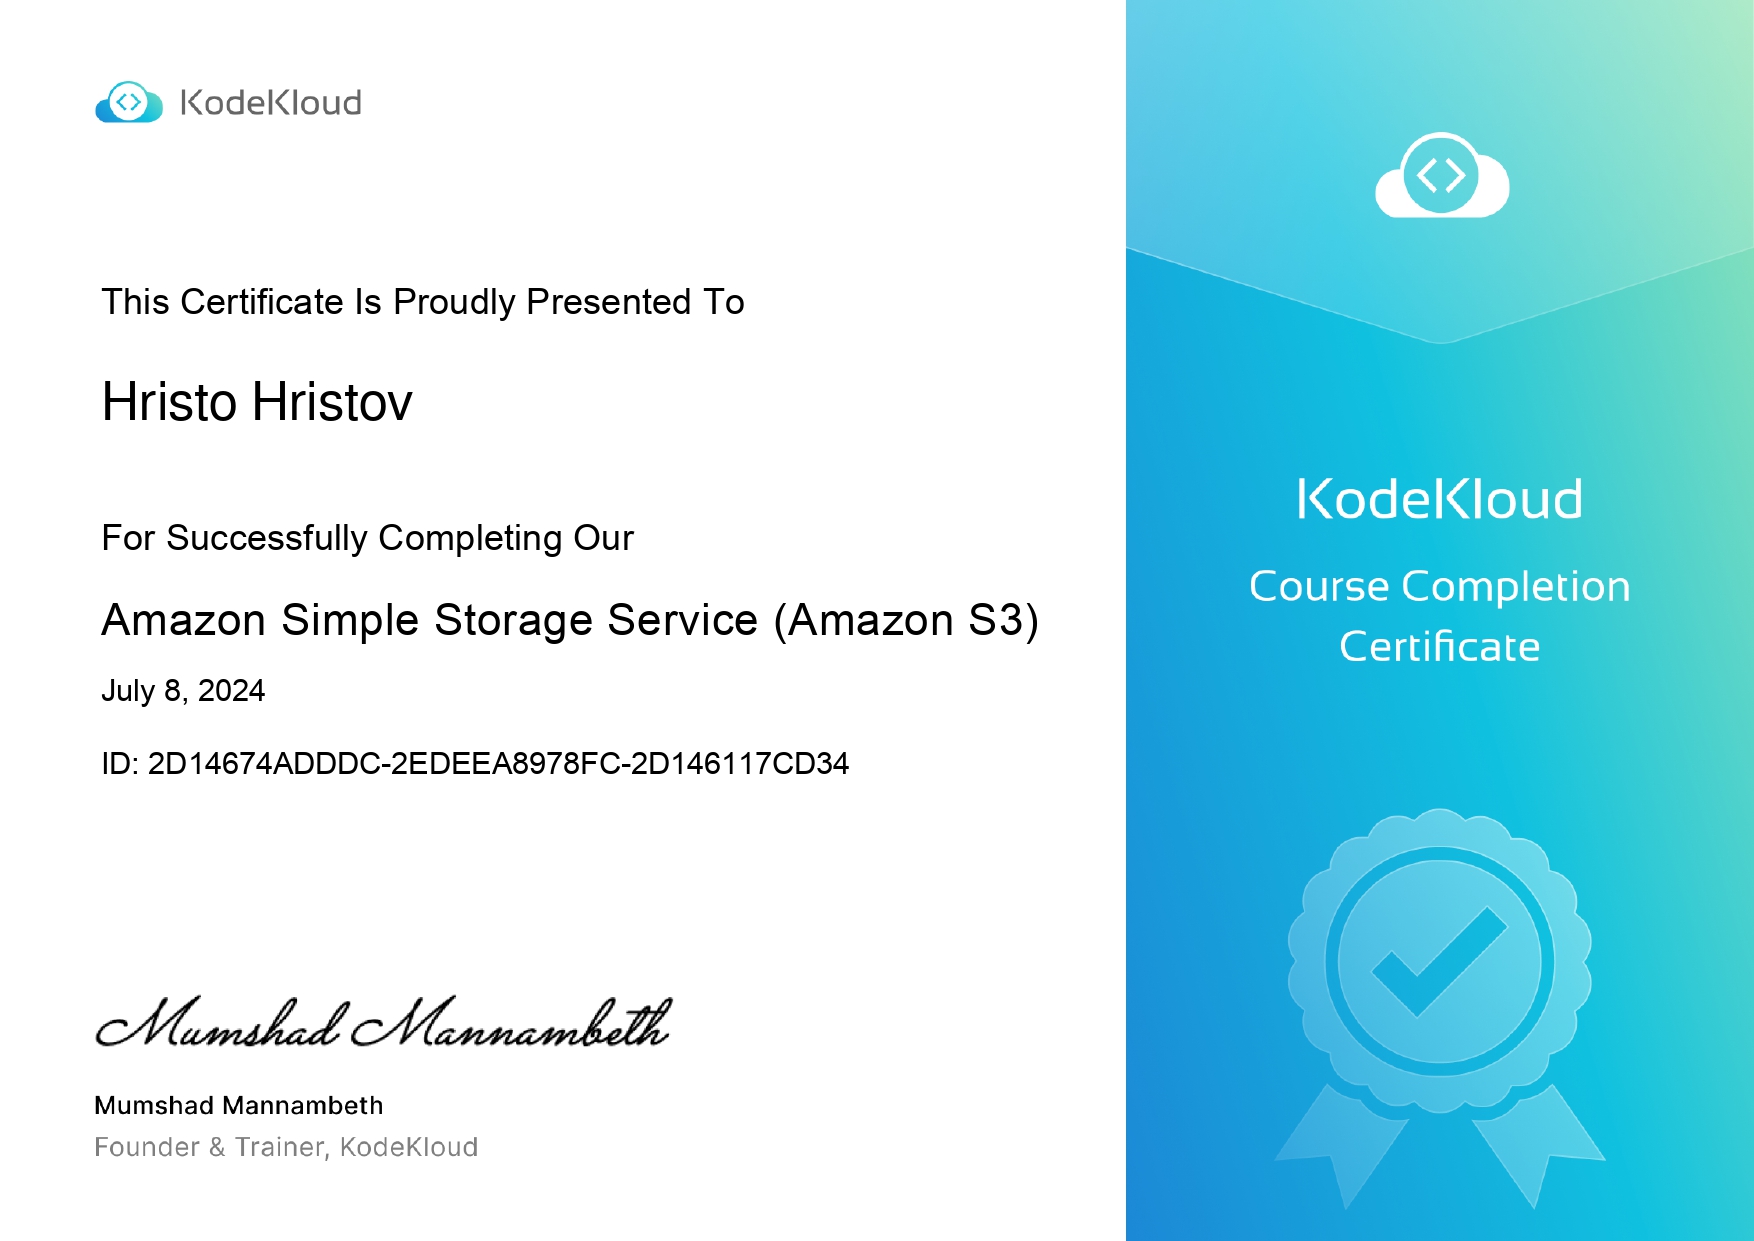 KodeKloud
This Certificate Is Proudly Presented To
Hristo Hristov
For Successfully Completing Our
Amazon Simple Storage Service (Amazon S3)
July 8, 2024
ID: 2D14674ADDDC-2EDEEA8978FC-2D146117CD34
Mumshad Mannambeth
Mumshad Mannambeth
Founder & Trainer, KodeKloud
KodeKloud
Course Completion
Certificate